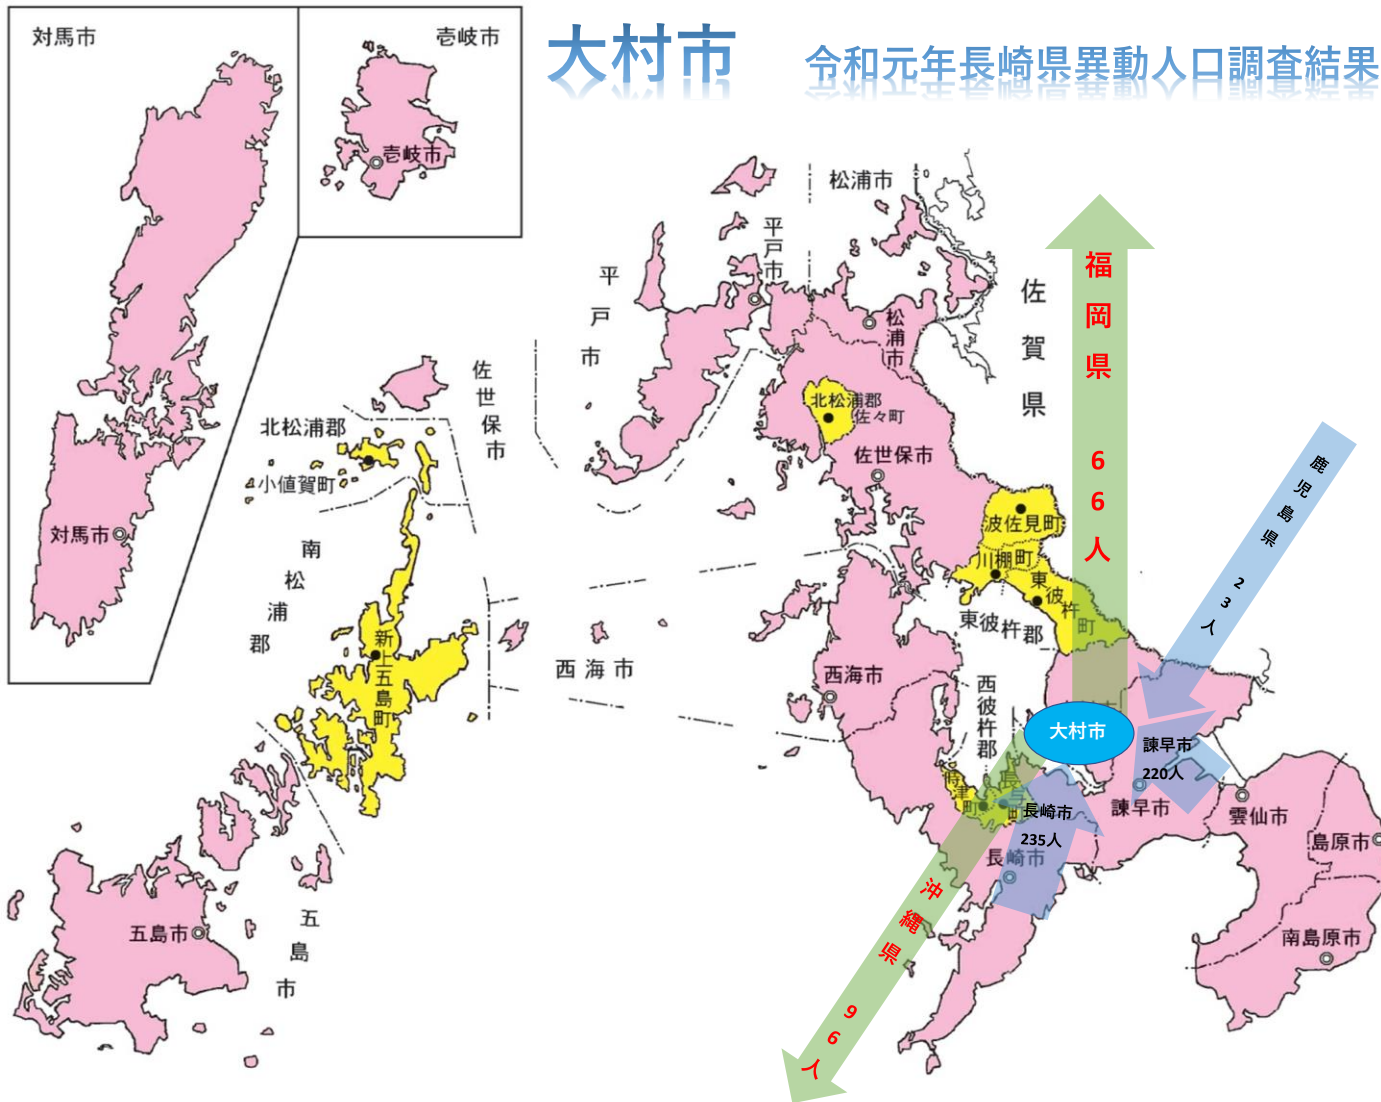 大村市
令和元年長崎県異動人口調査結果
対馬市
壱岐市
壱岐市
対馬市
松浦市
平戸市
平戸市
松浦市
佐賀県
佐世保市
北松浦郡
小値賀町
北松浦郡
佐々町
佐世保市
波佐見町
川棚町
東彼杵町
東彼杵郡
南松浦郡
新上五島町
西海市
西海市
西彼杵郡
時津町
長与町
福岡県 66人
鹿児島県 23人
大村市
諫早市
220人
諫早市
長崎市
235人
長崎市
雲仙市
島原市
南島原市
沖縄県 96人
五島市
五島市